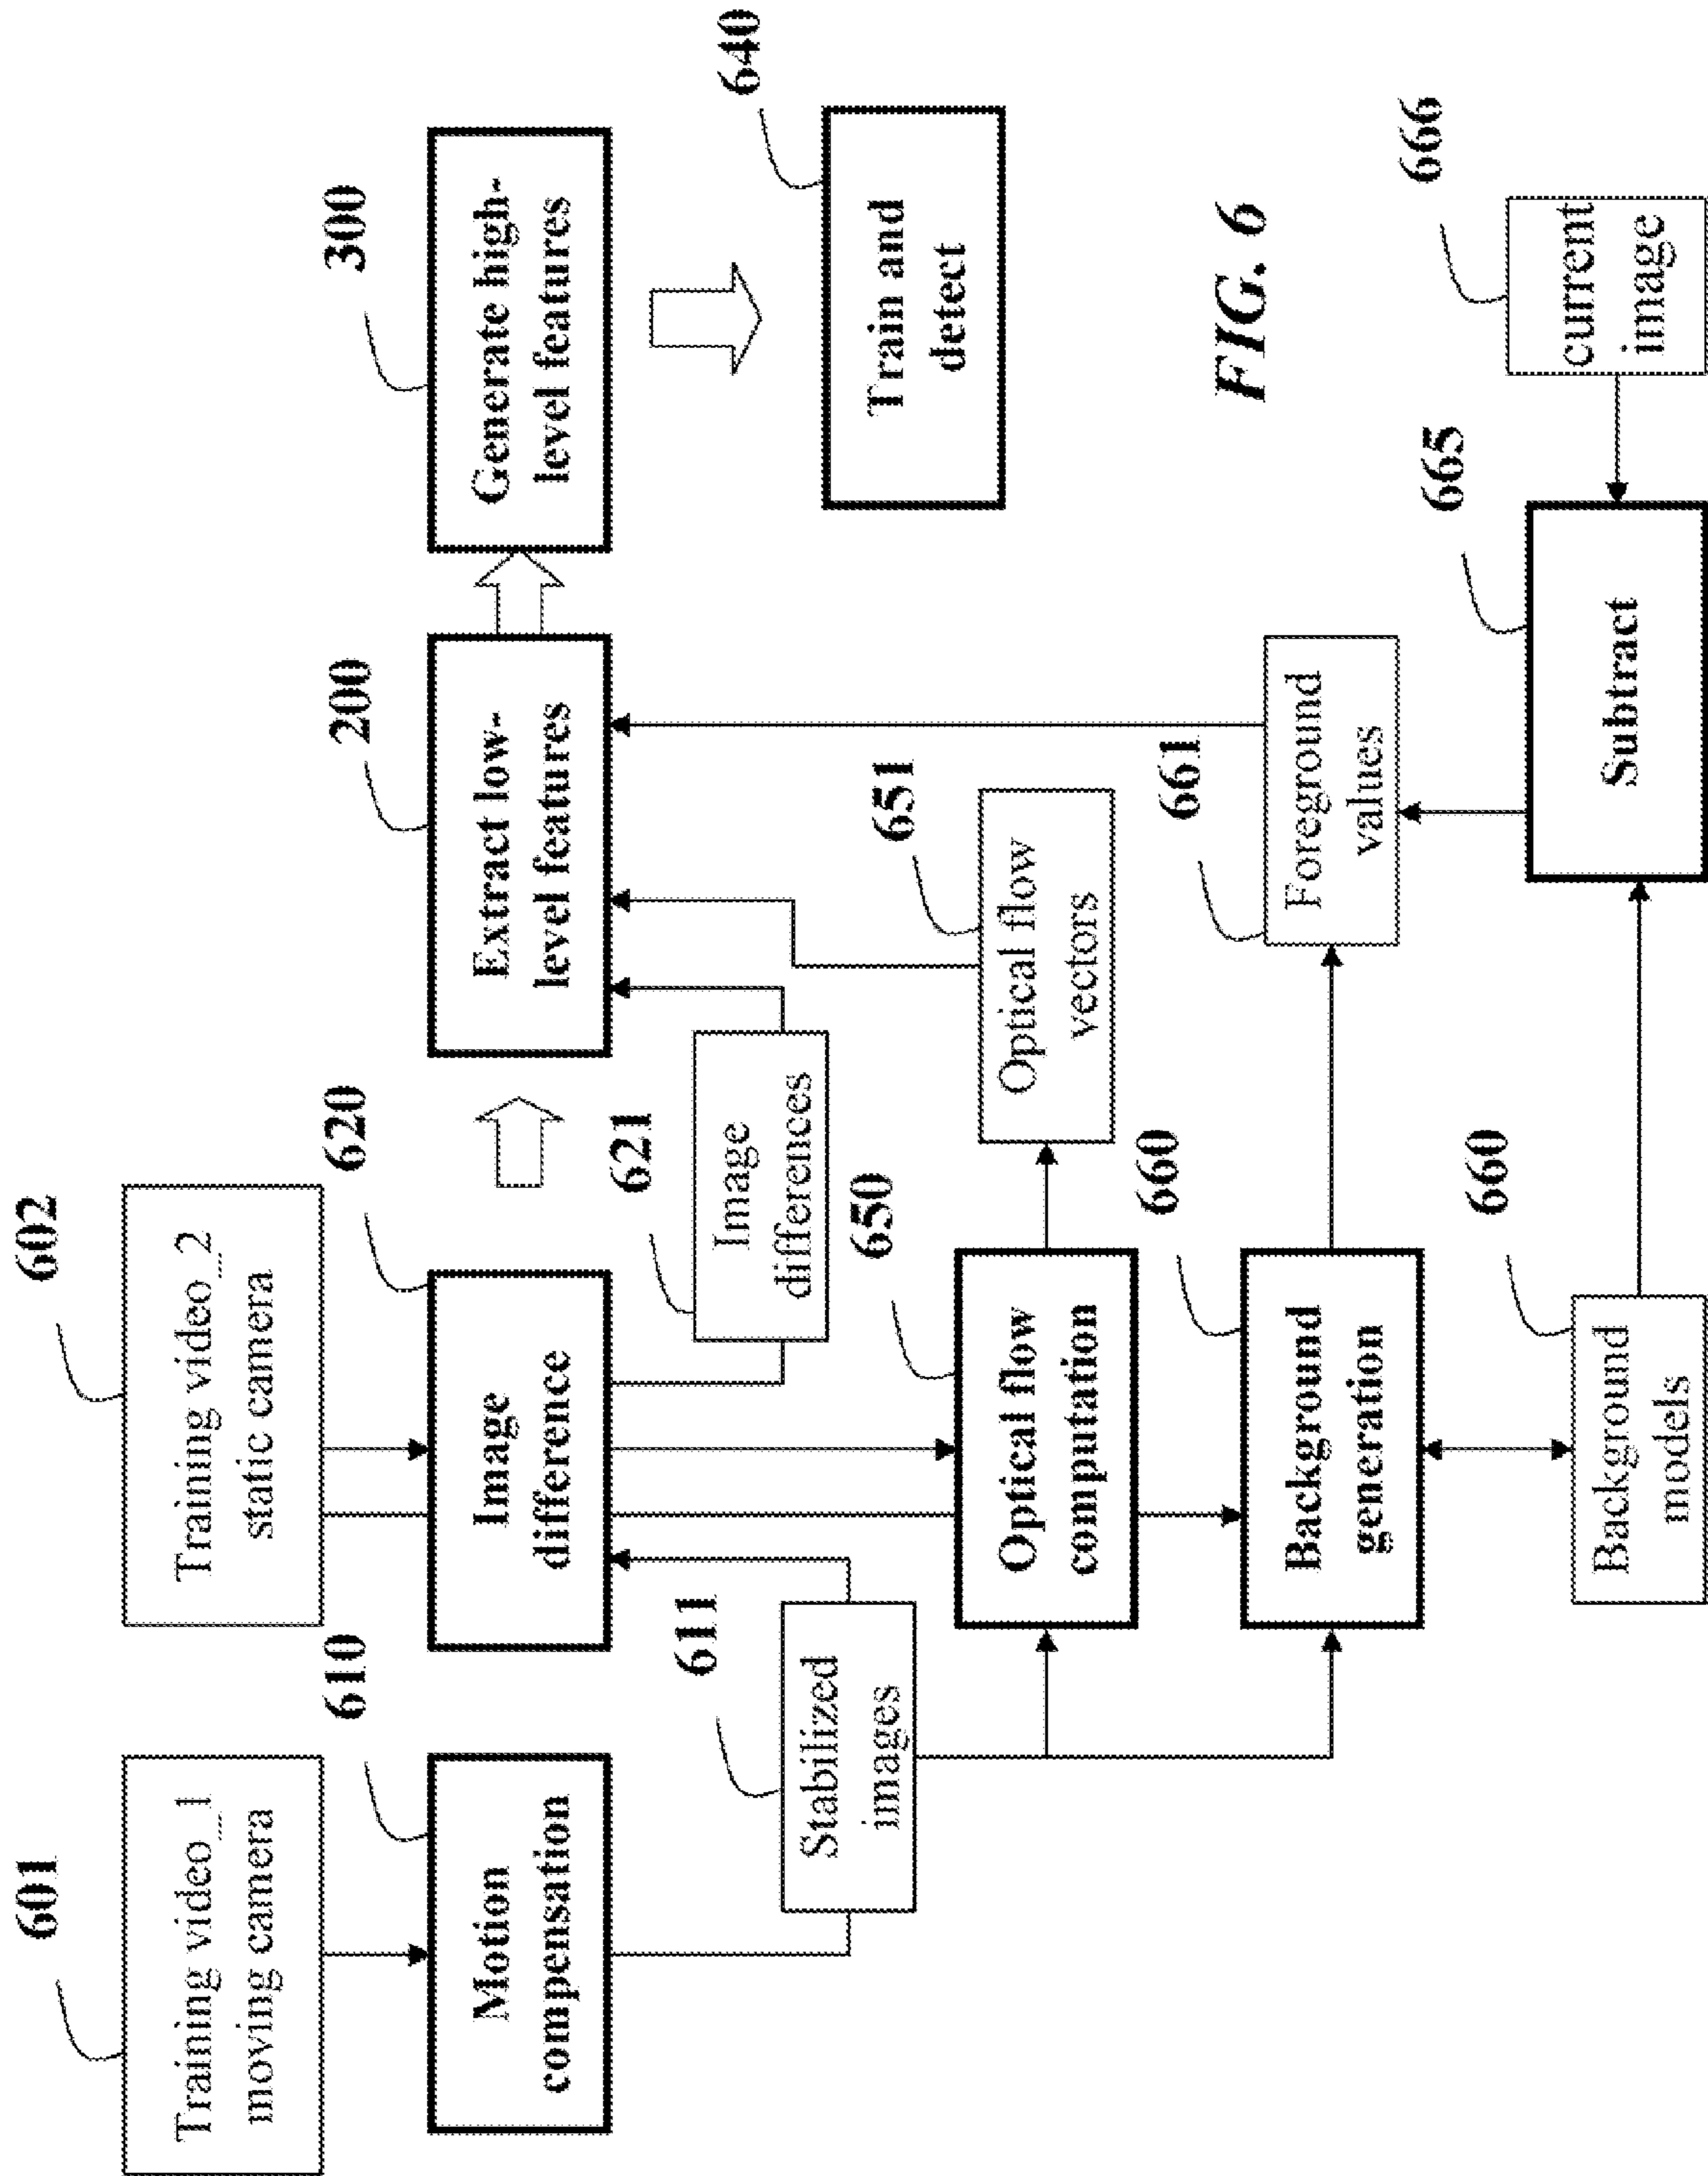 601
Training video_1
moving camera
602
Training video_2
static camera
610
Motion
compensation
620
Image
difference
200
Extract low-
level features
300
Generate high-
level features
611
Stabilized
images
621
Image
differences
640
Train and
detect
650
Optical flow
computation
651
Optical flow
vectors
660
Background
generation
661
Foreground
values
FIG. 6
660
Background
models
665
Subtract
666
current
image